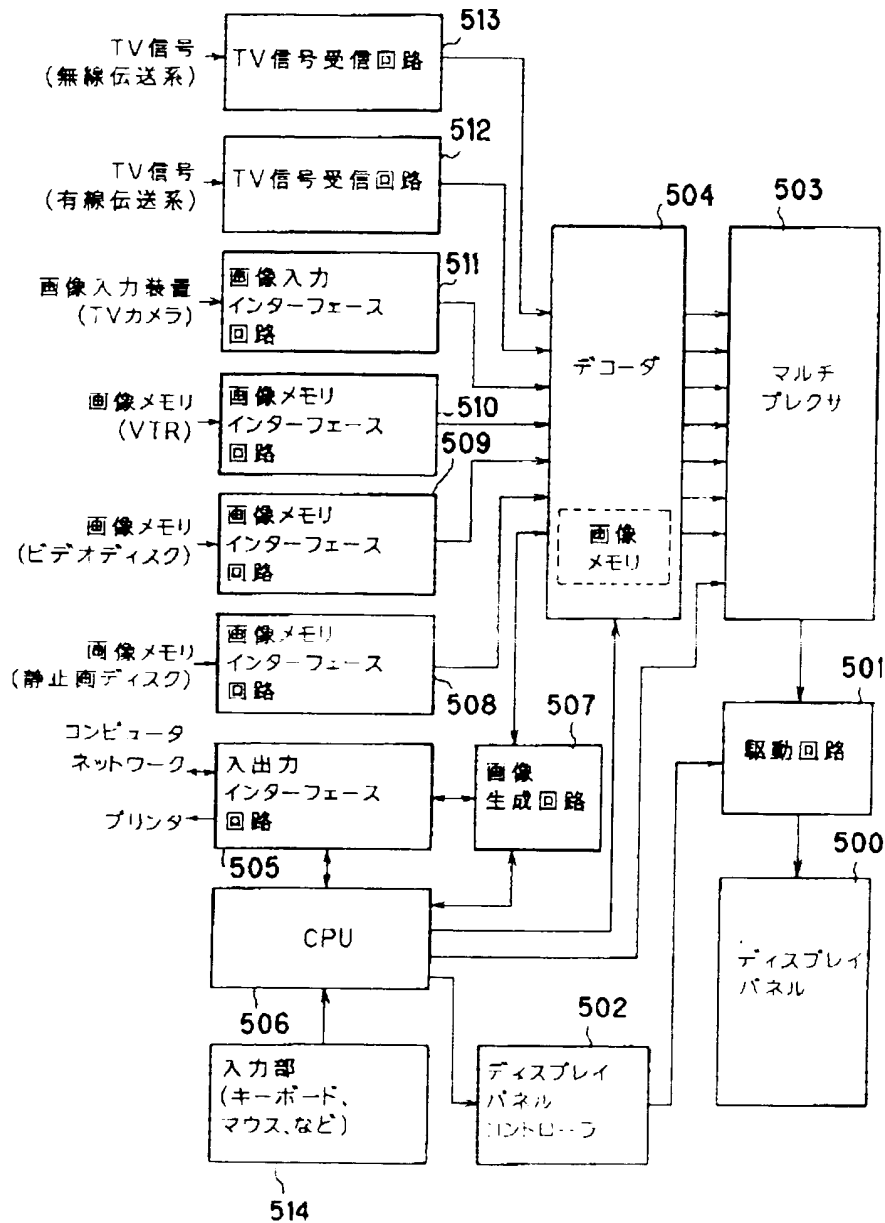 513
TV信号
(無線伝送系)
TV信号受信回路
512
TV信号
(有線伝送系)
TV信号受信回路
504
503
511
画像入力装置
(TVカメラ)
画像入力
インターフェース
回路
デコーダ
マルチ
プレクサ
画像メモリ
(VTR)
画像メモリ
インターフェース
回路
510
509
画像メモリ
(ビデオディスク)
画像メモリ
インターフェース
回路
画像
メモリ
画像メモリ
(静止画ディスク)
画像メモリ
インターフェース
回路
508
507
501
コンピュータ
ネットワーク
プリンタ
入出力
インターフェース
回路
画像
生成回路
駆動回路
505
500
CPU
ディスプレイ
パネル
506
502
入力部
(キーボード、
マウス、など)
ディスプレイ
パネル
コントローラ
514